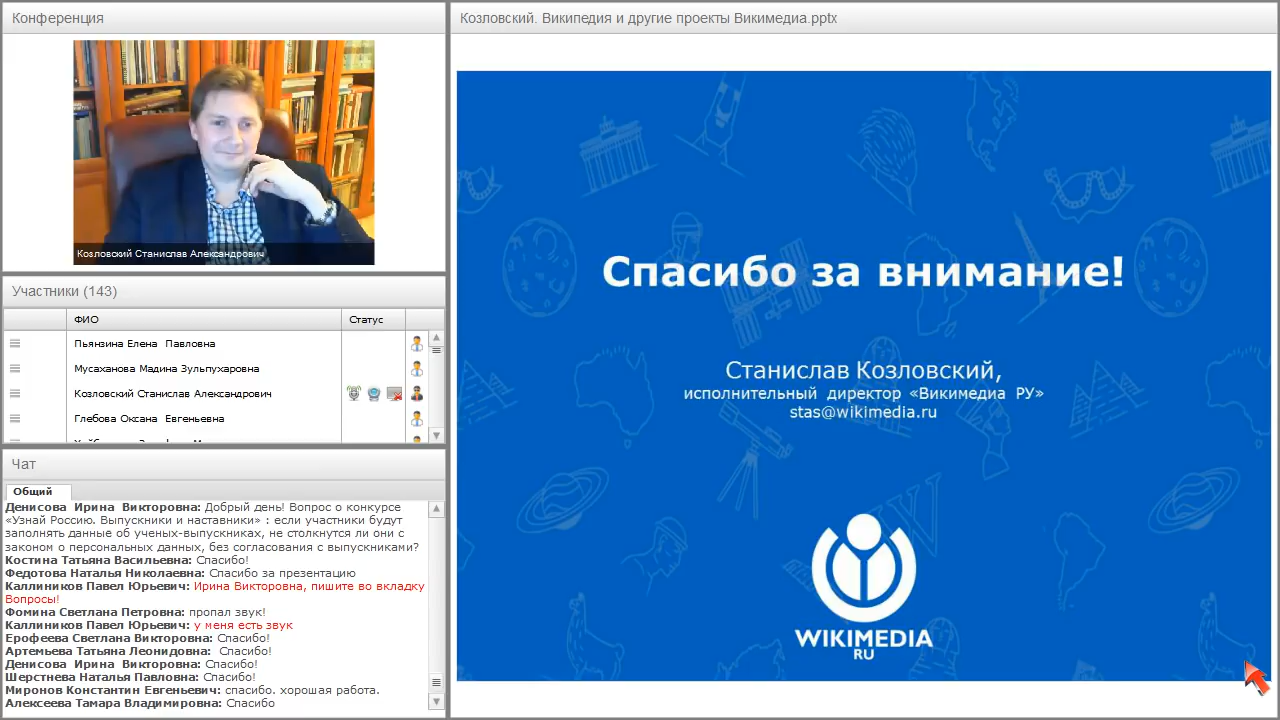 Конференция
Козловский Станислав Александрович
Участники (143)
ФИО
Статус
Пьянзина Елена Павловна
Мусаханова Мадина Зульпухаровна
Козловский Станислав Александрович
Глебова Оксана Евгеньевна
Чат
Общий
Денисова Ирина Викторовна: Добрый день! Вопрос о конкурсе
«Узнай Россию. Выпускники и наставники» : если участники будут
заполнять данные об ученых-выпускниках, не столкнутся ли они с
законом о персональных данных, без согласования с выпускниками?
Костина Татьяна Васильевна: Спасибо!
Федотова Наталья Николаевна: Спасибо за презентацию
Каллиников Павел Юрьевич: Ирина Викторовна, пишите во вкладку
Вопросы!
Фомина Светлана Петровна: пропал звук!
Каллиников Павел Юрьевич: у меня есть звук
Ерофеева Светлана Викторовна: Спасибо!
Артемьева Татьяна Леонидовна: Спасибо!
Денисова Ирина Викторовна: Спасибо!
Шерстнева Наталья Павловна: Спасибо!
Миронов Константин Евгеньевич: спасибо. хорошая работа.
Алексеева Тамара Владимировна: Спасибо
Козловский. Википедия и другие проекты Викимедиа.pptx
Спасибо за внимание!
Станислав Козловский,
исполнительный директор «Викимедиа РУ»
stas@wikimedia.ru
WIKIMEDIA
RU